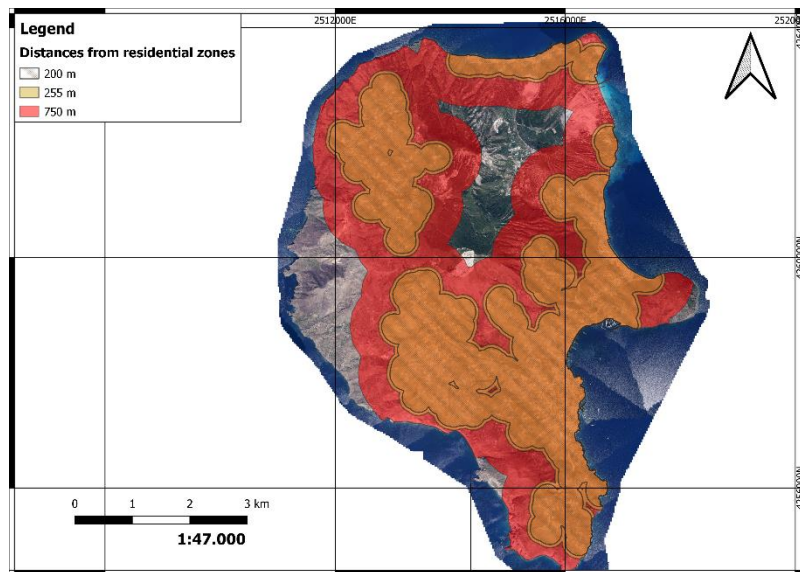 2512000E
2516000E
Legend
Distances from residential zones
200 m
255 m
750 m
0 1 2 3 km
1:47.000